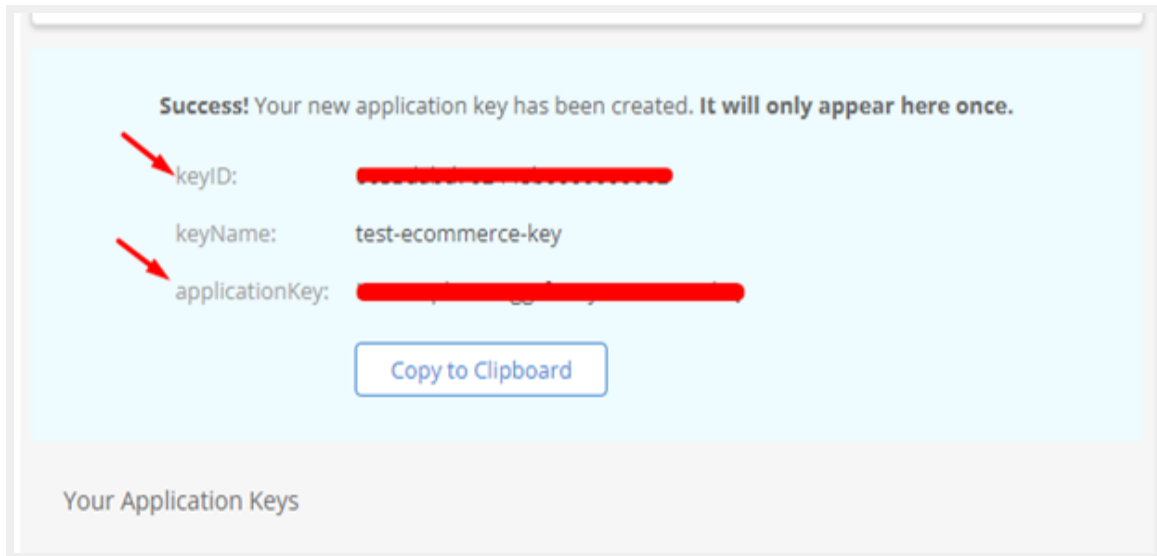 Success! Your new application key has been created. It will only appear here once.
keyID:
keyName: test-ecommerce-key
applicationKey:
Copy to Clipboard
Your Application Keys